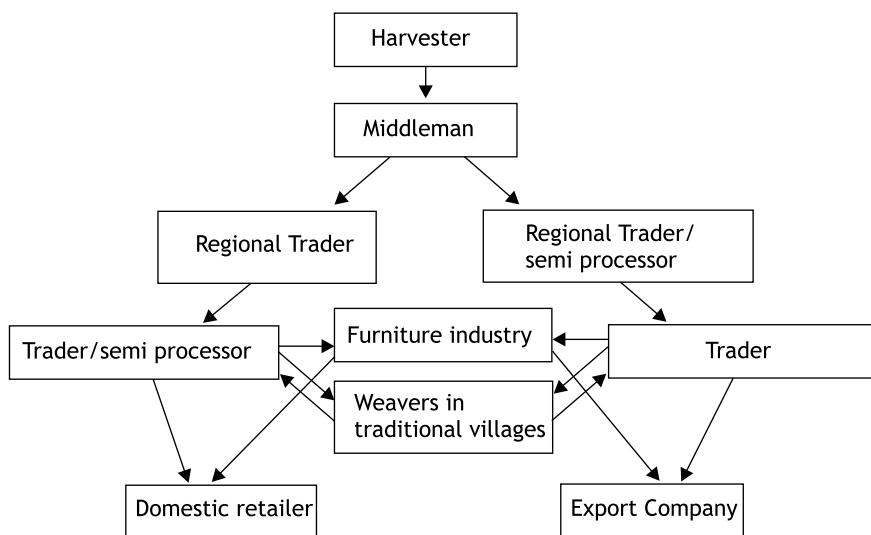 Harvester
Middleman
Regional Trader
Regional Trader/
semi processor
Furniture industry
Trader/semi processor
Trader
Weavers in
traditional villages
Domestic retailer
Export Company